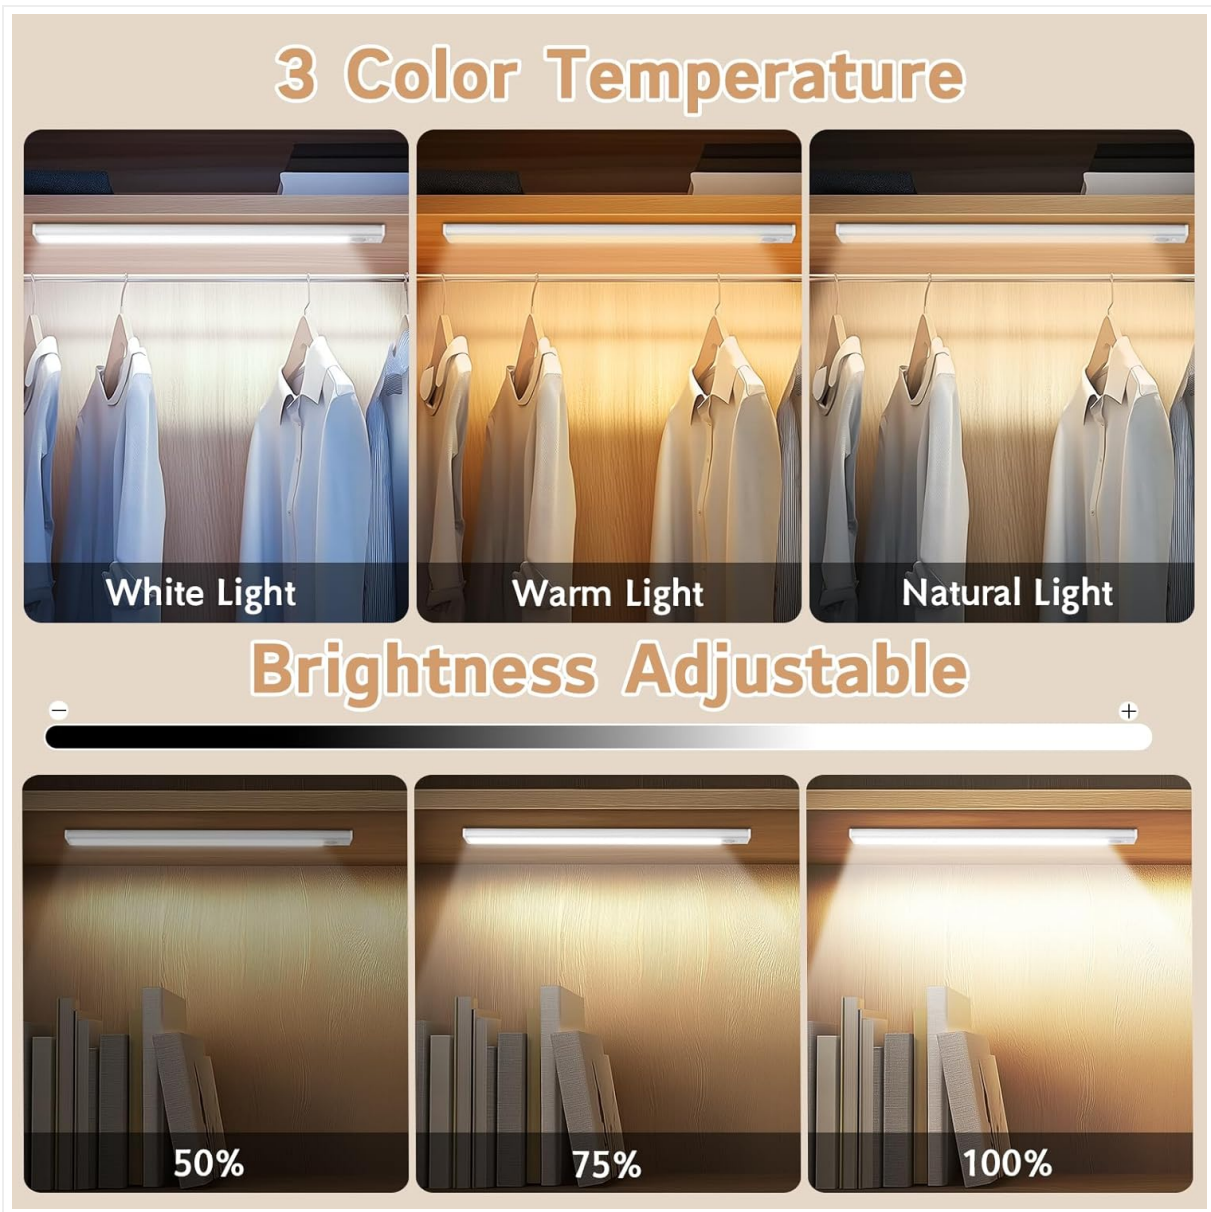 3 Color Temperature
White Light
Warm Light
Natural Light
Brightness Adjustable
− +
50%
75%
100%